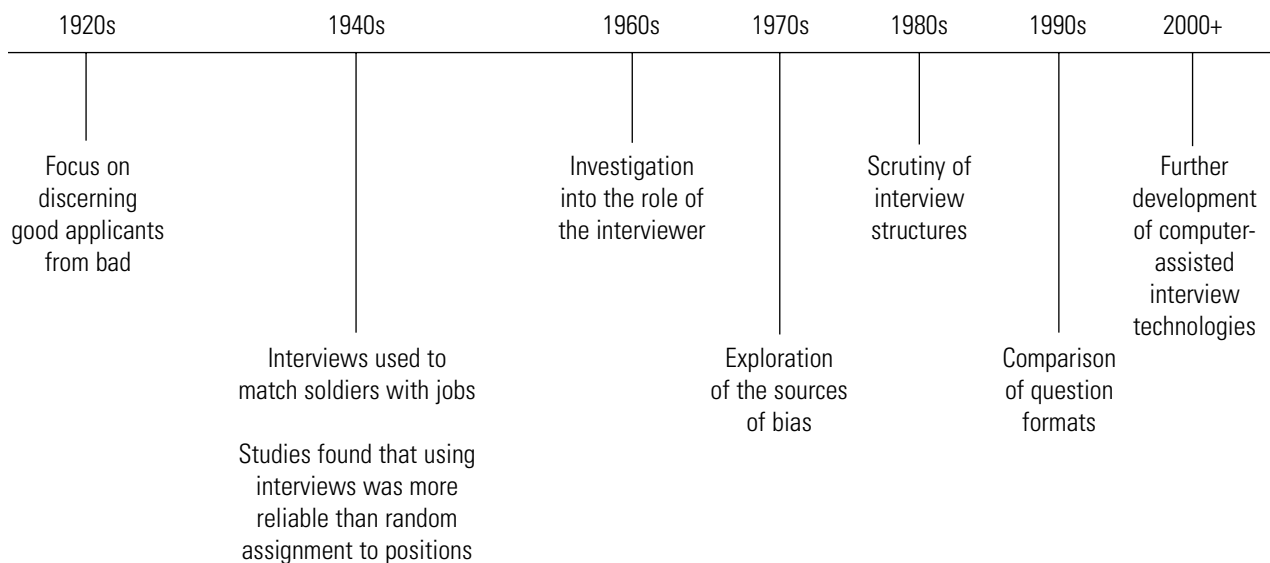 1920s
1940s
1960s
1970s
1980s
1990s
2000+
Focus on
discerning
good applicants
from bad
Interviews used to
match soldiers with jobs
Studies found that using
interviews was more
reliable than random
assignment to positions
Investigation
into the role of
the interviewer
Exploration
of the sources
of bias
Scrutiny of
interview
structures
Comparison
of question
formats
Further
development
of computer-
assisted
interview
technologies